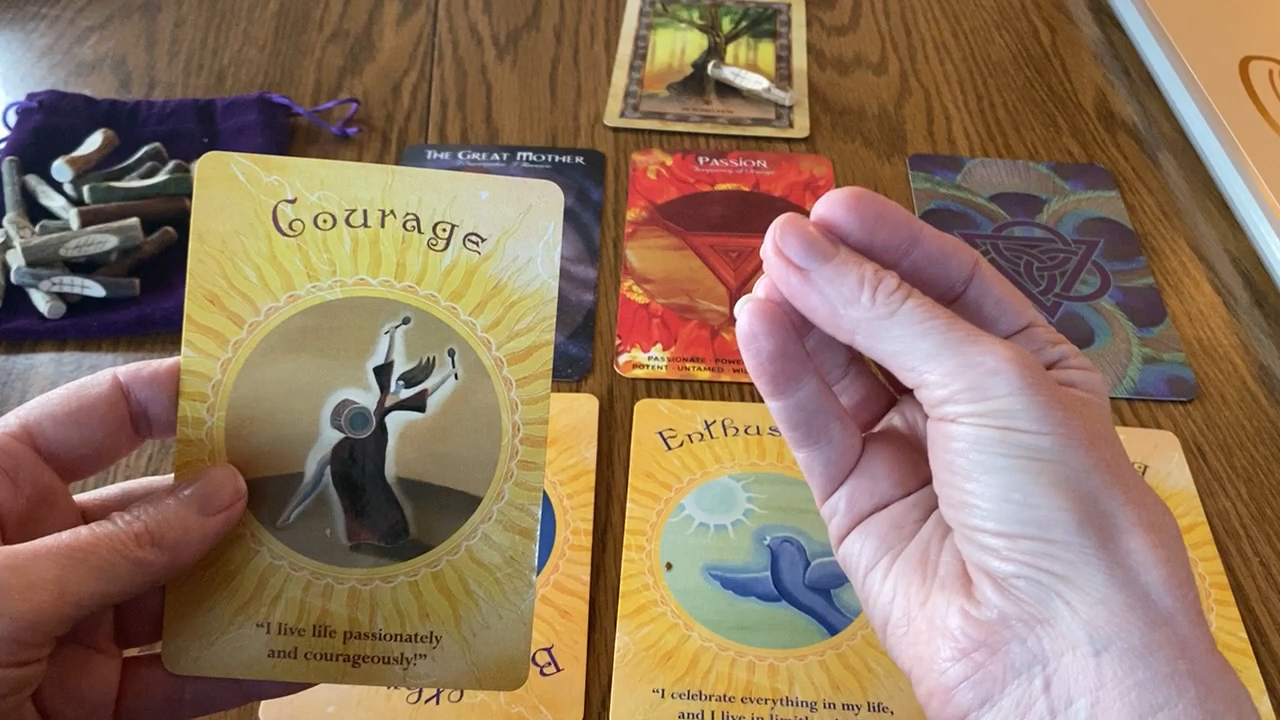 THE GREAT MOTHER
PASSION
Courage
PASSIONATE · POWE
POTENT · UNTAMED · WI
Enthus
"I live life passionately
and courageously!"
"I celebrate everything in my life,
and I live in